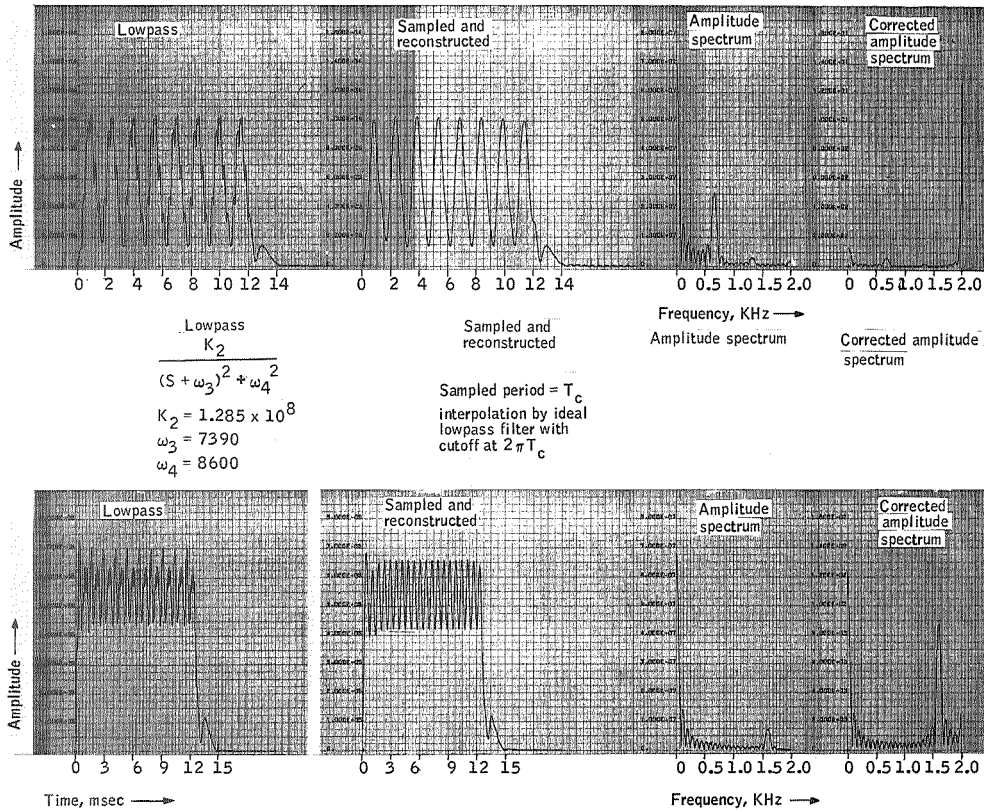 Lowpass
Sampled and
reconstructed
Amplitude
spectrum
Corrected
amplitude
spectrum
Amplitude
0 2 4 6 8 10 12 14
0 2 4 6 8 10 12 14
0 0.5 1.0 1.5 2.0
0 0.5 1.0 1.5 2.0
Frequency, KHz
Lowpass
K2
(S + ω3)^2 + ω4^2
K2 = 1.285 x 10^8
ω3 = 7390
ω4 = 8600
Sampled and
reconstructed
Sampled period = Tc
interpolation by ideal
lowpass filter with
cutoff at 2πTc
Amplitude spectrum
Corrected amplitude
spectrum
Lowpass
Sampled and
reconstructed
Amplitude
spectrum
Corrected
amplitude
spectrum
Amplitude
0 3 6 9 12 15
0 3 6 9 12 15
0 0.5 1.0 1.5 2.0
0 0.5 1.0 1.5 2.0
Time, msec
Frequency, KHz